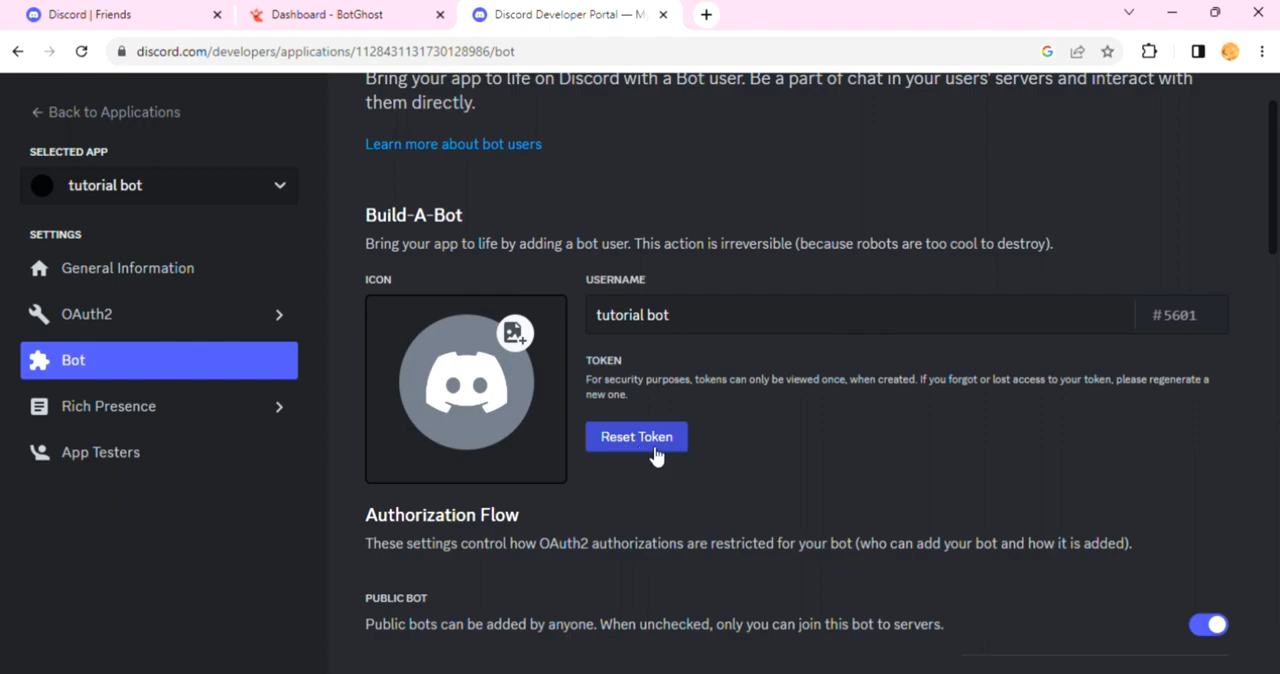 Discord | Friends
Dashboard - BotGhost
Discord Developer Portal — M
discord.com/developers/applications/1128431131730128986/bot
Bring your app to life on Discord with a Bot user. Be a part of chat in your users' servers and interact with
them directly.
← Back to Applications
Learn more about bot users
SELECTED APP
tutorial bot
SETTINGS
General Information
OAuth2
Bot
Rich Presence
App Testers
Build-A-Bot
Bring your app to life by adding a bot user. This action is irreversible (because robots are too cool to destroy).
ICON
USERNAME
tutorial bot
#5601
TOKEN
For security purposes, tokens can only be viewed once, when created. If you forgot or lost access to your token, please regenerate a
new one.
Reset Token
Authorization Flow
These settings control how OAuth2 authorizations are restricted for your bot (who can add your bot and how it is added).
PUBLIC BOT
Public bots can be added by anyone. When unchecked, only you can join this bot to servers.